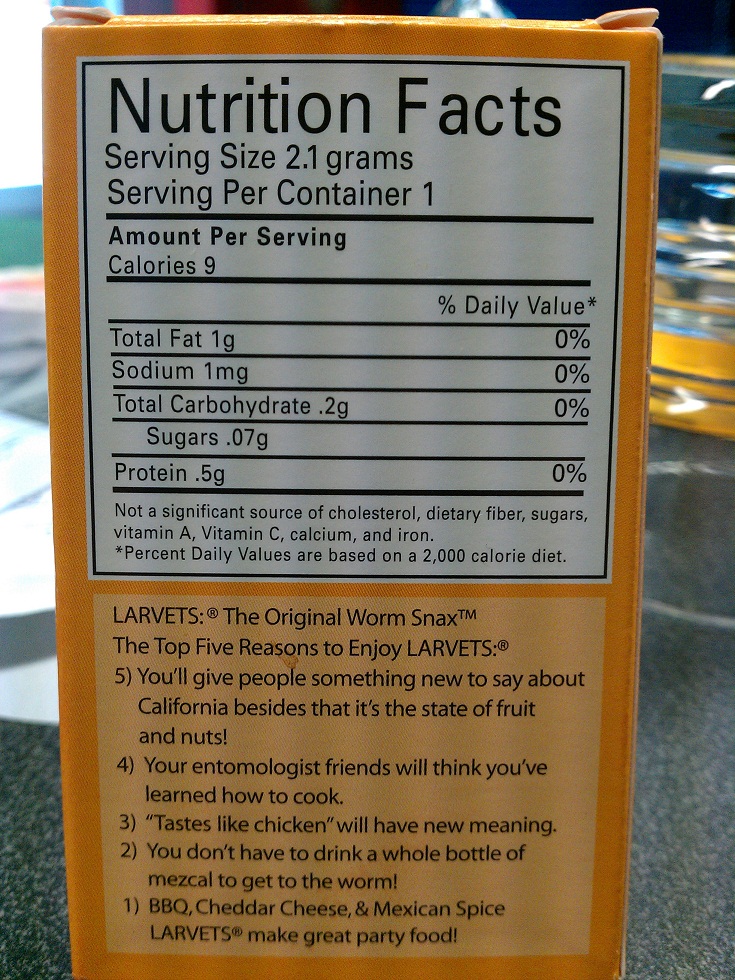 Nutrition Facts
Serving Size 2.1 grams
Serving Per Container 1
Amount Per Serving
Calories 9
% Daily Value*
Total Fat 1g 0%
Sodium 1mg 0%
Total Carbohydrate .2g 0%
Sugars .07g
Protein .5g 0%
Not a significant source of cholesterol, dietary fiber, sugars,
vitamin A, Vitamin C, calcium, and iron.
*Percent Daily Values are based on a 2,000 calorie diet.
LARVETS:® The Original Worm Snax™
The Top Five Reasons to Enjoy LARVETS:®
5) You'll give people something new to say about
California besides that it's the state of fruit
and nuts!
4) Your entomologist friends will think you've
learned how to cook.
3) "Tastes like chicken" will have new meaning.
2) You don't have to drink a whole bottle of
mezcal to get to the worm!
1) BBQ, Cheddar Cheese, & Mexican Spice
LARVETS® make great party food!